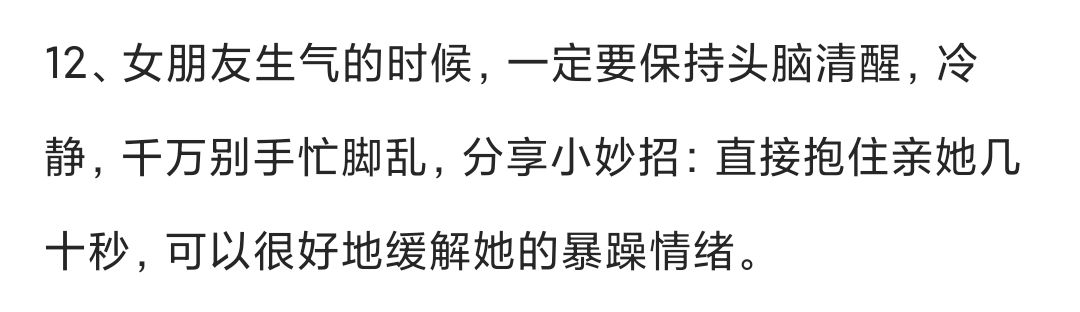 12、女朋友生气的时候，一定要保持头脑清醒，冷
静，千万别手忙脚乱，分享小妙招：直接抱住亲她几
十秒，可以很好地缓解她的暴躁情绪。